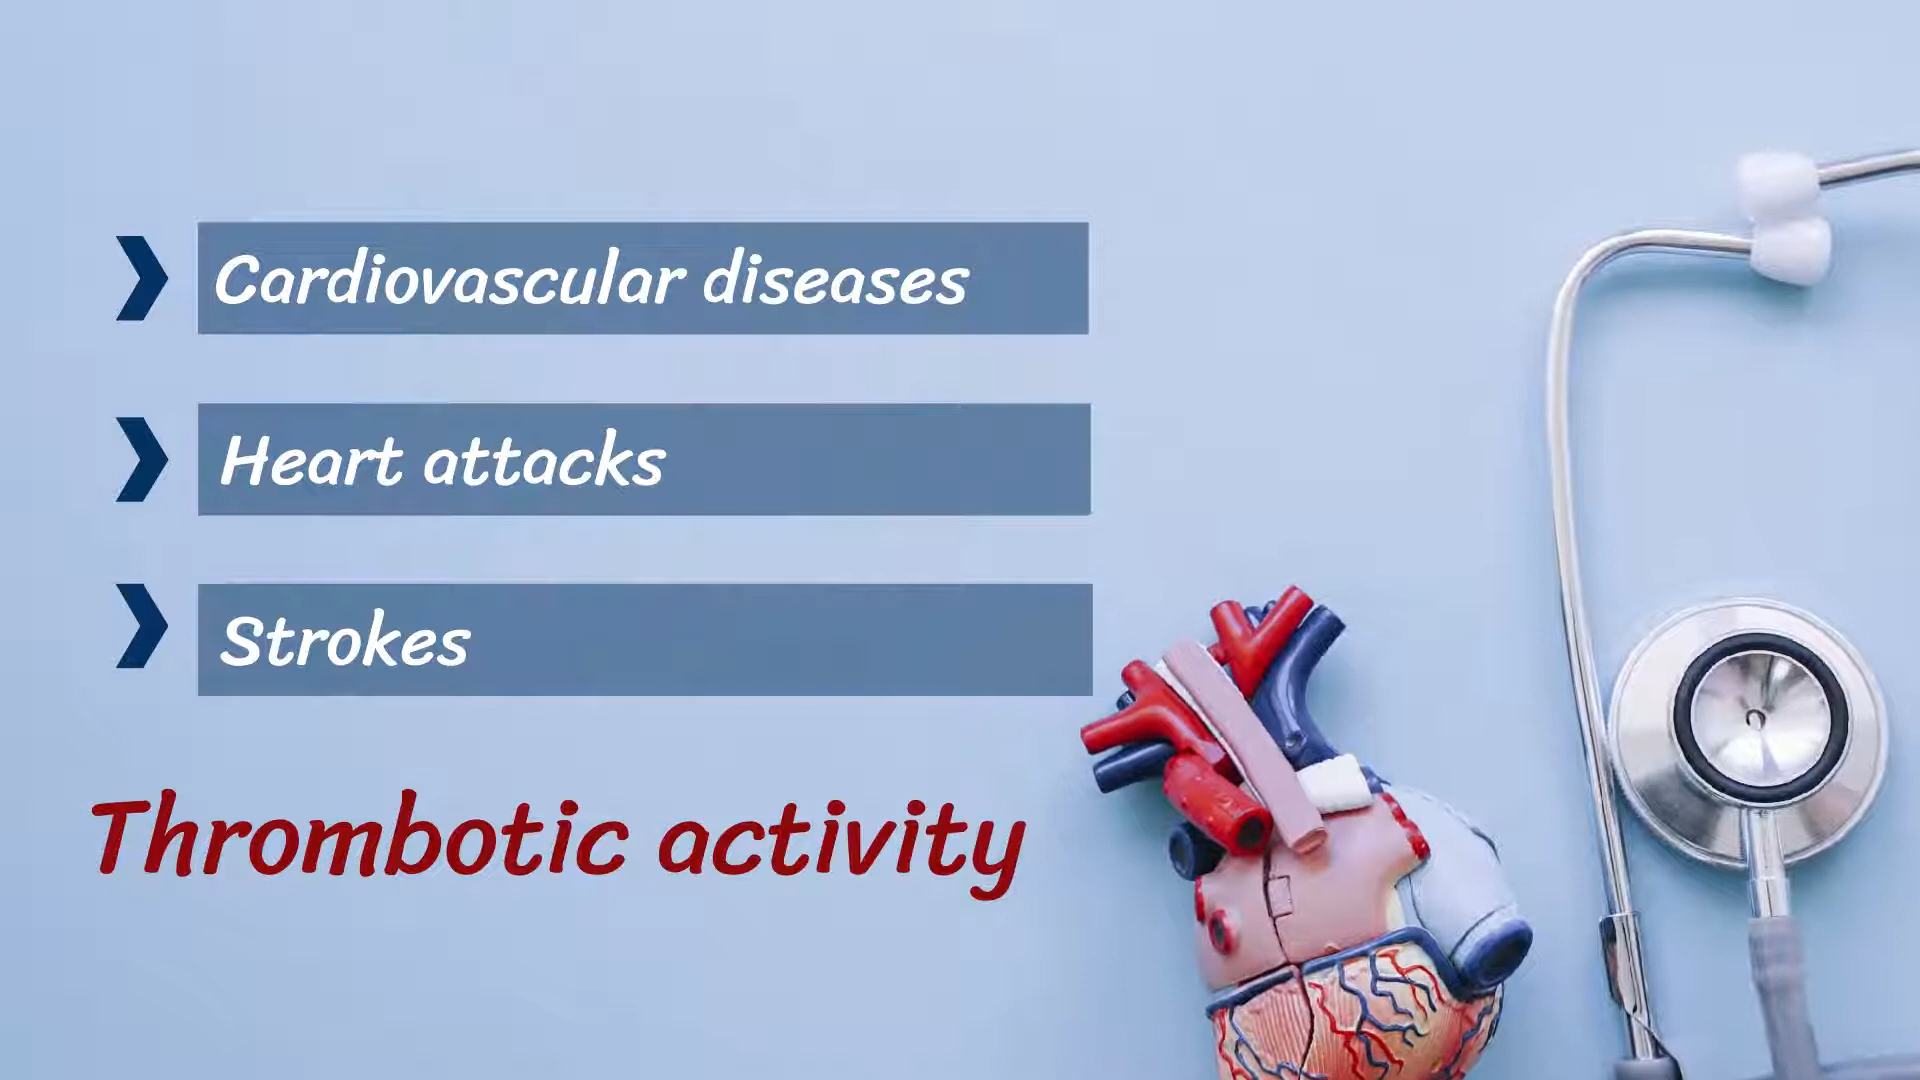 Cardiovascular diseases
Heart attacks
Strokes
Thrombotic activity